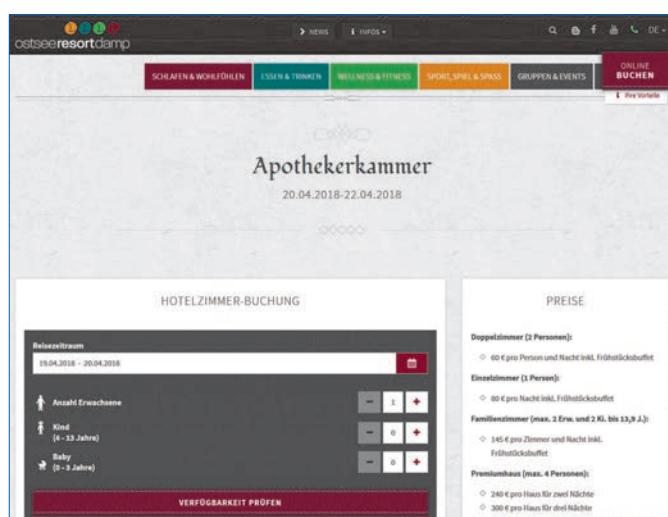 ostseeresortdamp
NEWS INFOS
DE
SCHLAFEN & WOHLFÜHLEN ESSEN & TRINKEN WELLNESS & FITNESS SPORT, SPIEL & SPASS GRUPPEN & EVENTS
ONLINE
BUCHEN
Ihre Vorteile
Apothekerkammer
20.04.2018-22.04.2018
HOTELZIMMER-BUCHUNG
Reisezeitraum
19.04.2018 - 20.04.2018
Anzahl Erwachsene - 1 +
Kind
(4 - 13 Jahre) - 0 +
Baby
(0 - 3 Jahre) - 0 +
VERFÜGBARKEIT PRÜFEN
PREISE
Doppelzimmer (2 Personen):
60 € pro Person und Nacht inkl. Frühstücksbuffet
Einzelzimmer (1 Person):
80 € pro Nacht inkl. Frühstücksbuffet
Familienzimmer (max. 2 Erw. und 2 Ki. bis 13,9 J.):
145 € pro Zimmer und Nacht inkl.
Frühstücksbuffet
Premiumhaus (max. 4 Personen):
240 € pro Haus für zwei Nächte
300 € pro Haus für drei Nächte